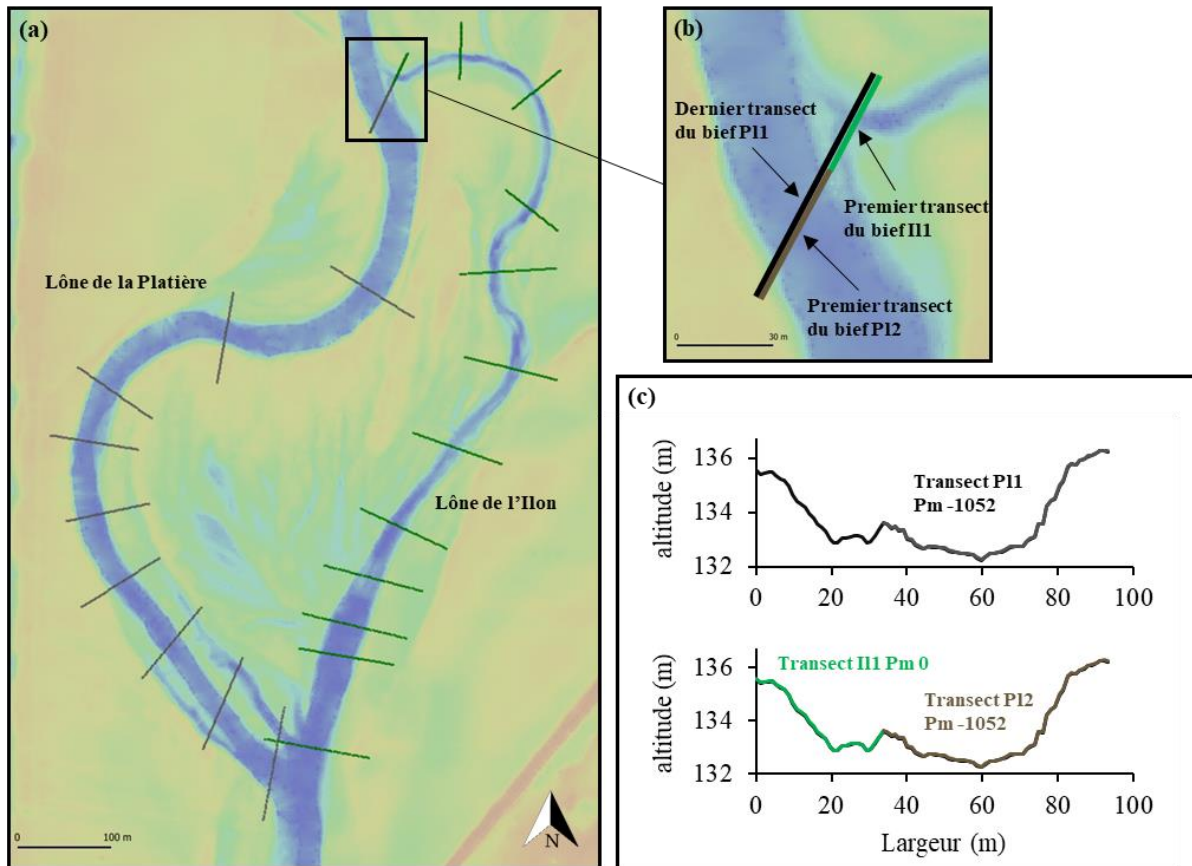 (a)
Lône de la Platière
Lône de l'Ilon
0
100 m
N
(b)
Dernier transect
du bief Pl1
Premier transect
du bief Il1
Premier transect
du bief Pl2
0
30 m
(c)
altitude (m)
136
134
132
Transect Pl1
Pm -1052
0 20 40 60 80 100
altitude (m)
136
134
132
Transect Il1 Pm 0
Transect Pl2
Pm -1052
0 20 40 60 80 100
Largeur (m)